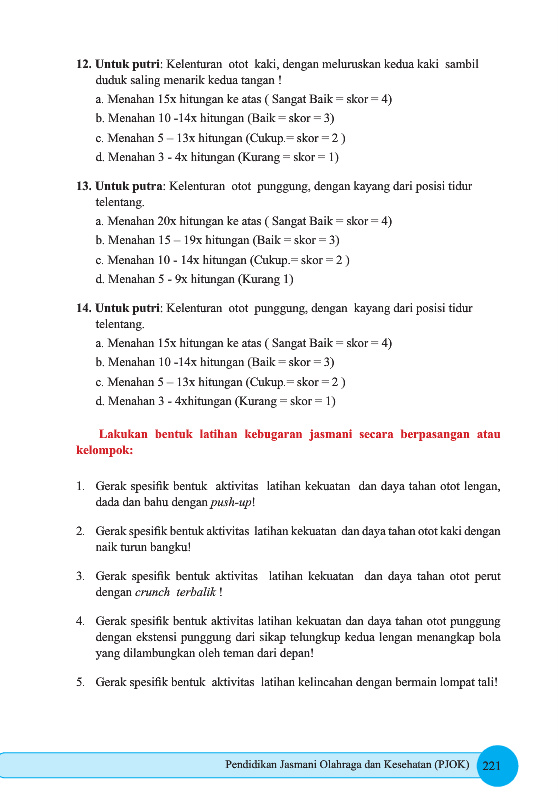 12. Untuk putri: Kelenturan otot kaki, dengan meluruskan kedua kaki sambil
duduk saling menarik kedua tangan !
a. Menahan 15x hitungan ke atas ( Sangat Baik = skor = 4)
b. Menahan 10 -14x hitungan (Baik = skor = 3)
c. Menahan 5 – 13x hitungan (Cukup.= skor = 2 )
d. Menahan 3 - 4x hitungan (Kurang = skor = 1)
13. Untuk putra: Kelenturan otot punggung, dengan kayang dari posisi tidur
telentang.
a. Menahan 20x hitungan ke atas ( Sangat Baik = skor = 4)
b. Menahan 15 – 19x hitungan (Baik = skor = 3)
c. Menahan 10 - 14x hitungan (Cukup.= skor = 2 )
d. Menahan 5 - 9x hitungan (Kurang 1)
14. Untuk putri: Kelenturan otot punggung, dengan kayang dari posisi tidur
telentang.
a. Menahan 15x hitungan ke atas ( Sangat Baik = skor = 4)
b. Menahan 10 -14x hitungan (Baik = skor = 3)
c. Menahan 5 – 13x hitungan (Cukup.= skor = 2 )
d. Menahan 3 - 4xhitungan (Kurang = skor = 1)
Lakukan bentuk latihan kebugaran jasmani secara berpasangan atau
kelompok:
1. Gerak spesifik bentuk aktivitas latihan kekuatan dan daya tahan otot lengan,
dada dan bahu dengan push-up!
2. Gerak spesifik bentuk aktivitas latihan kekuatan dan daya tahan otot kaki dengan
naik turun bangku!
3. Gerak spesifik bentuk aktivitas latihan kekuatan dan daya tahan otot perut
dengan crunch terbalik !
4. Gerak spesifik bentuk aktivitas latihan kekuatan dan daya tahan otot punggung
dengan ekstensi punggung dari sikap telungkup kedua lengan menangkap bola
yang dilambungkan oleh teman dari depan!
5. Gerak spesifik bentuk aktivitas latihan kelincahan dengan bermain lompat tali!
Pendidikan Jasmani Olahraga dan Kesehatan (PJOK) 221